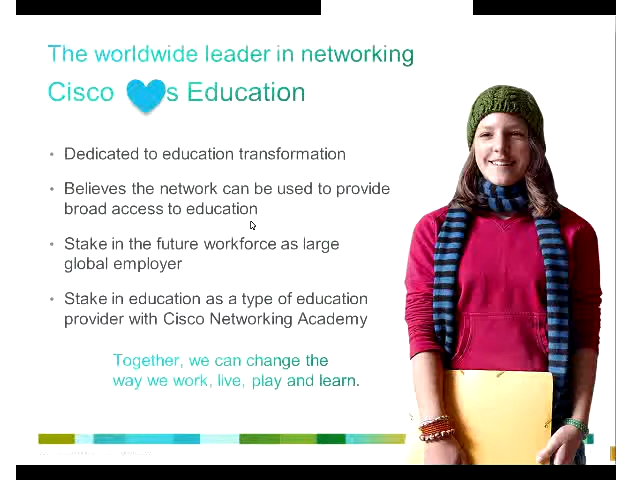 The worldwide leader in networking
Cisco 💙s Education
• Dedicated to education transformation
• Believes the network can be used to provide
broad access to education
• Stake in the future workforce as large
global employer
• Stake in education as a type of education
provider with Cisco Networking Academy
Together, we can change the
way we work, live, play and learn.